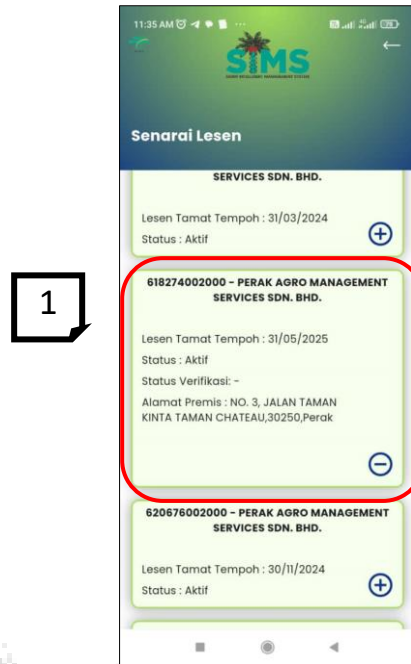 11:35 AM
SIMS
Senarai Lesen
SERVICES SDN. BHD.
Lesen Tamat Tempoh : 31/03/2024
Status : Aktif
1
618274002000 - PERAK AGRO MANAGEMENT
SERVICES SDN. BHD.
Lesen Tamat Tempoh : 31/05/2025
Status : Aktif
Status Verifikasi: -
Alamat Premis : NO. 3, JALAN TAMAN
KINTA TAMAN CHATEAU,30250,Perak
620676002000 - PERAK AGRO MANAGEMENT
SERVICES SDN. BHD.
Lesen Tamat Tempoh : 30/11/2024
Status : Aktif